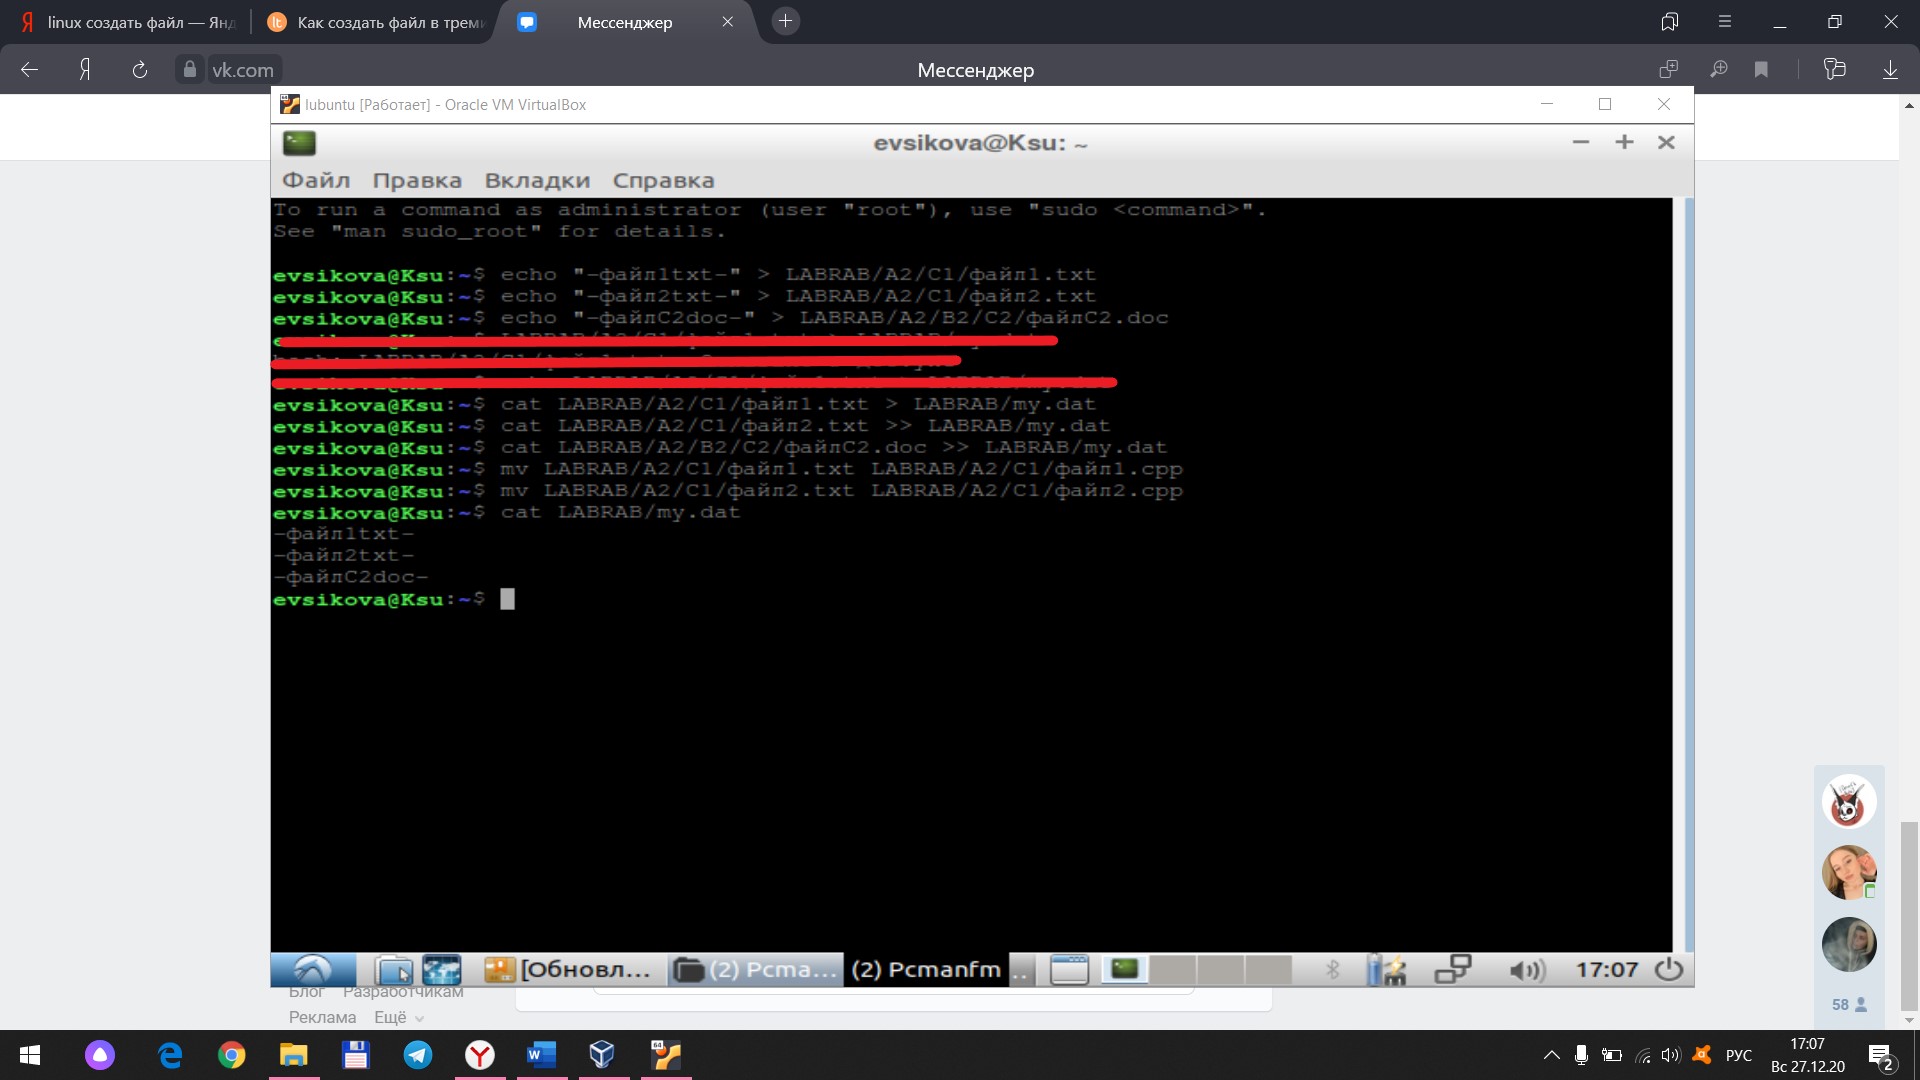 linux создать файл — Янд
Как создать файл в треми
Мессенджер
vk.com
Мессенджер
lubuntu [Работает] - Oracle VM VirtualBox
evsikova@Ksu: ~
Файл Правка Вкладки Справка
To run a command as administrator (user "root"), use "sudo <command>".
See "man sudo_root" for details.
evsikova@Ksu:~$ echo "-файл1txt-" > LABRAB/A2/C1/файл1.txt
evsikova@Ksu:~$ echo "-файл2txt-" > LABRAB/A2/C1/файл2.txt
evsikova@Ksu:~$ echo "-файлC2doc-" > LABRAB/A2/B2/C2/файлC2.doc
evsikova@Ksu:~$ cat LABRAB/A2/C1/файл1.txt > LABRAB/my.dat
evsikova@Ksu:~$ cat LABRAB/A2/C1/файл2.txt >> LABRAB/my.dat
evsikova@Ksu:~$ cat LABRAB/A2/B2/C2/файлC2.doc >> LABRAB/my.dat
evsikova@Ksu:~$ mv LABRAB/A2/C1/файл1.txt LABRAB/A2/C1/файл1.cpp
evsikova@Ksu:~$ mv LABRAB/A2/C1/файл2.txt LABRAB/A2/C1/файл2.cpp
evsikova@Ksu:~$ cat LABRAB/my.dat
-файл1txt-
-файл2txt-
-файлC2doc-
evsikova@Ksu:~$
[Обновл... (2) Pcma... (2) Pcmanfm .. 17:07
Блог Разработчикам
Реклама Ещё
58
РУС
17:07
Вс 27.12.20
2